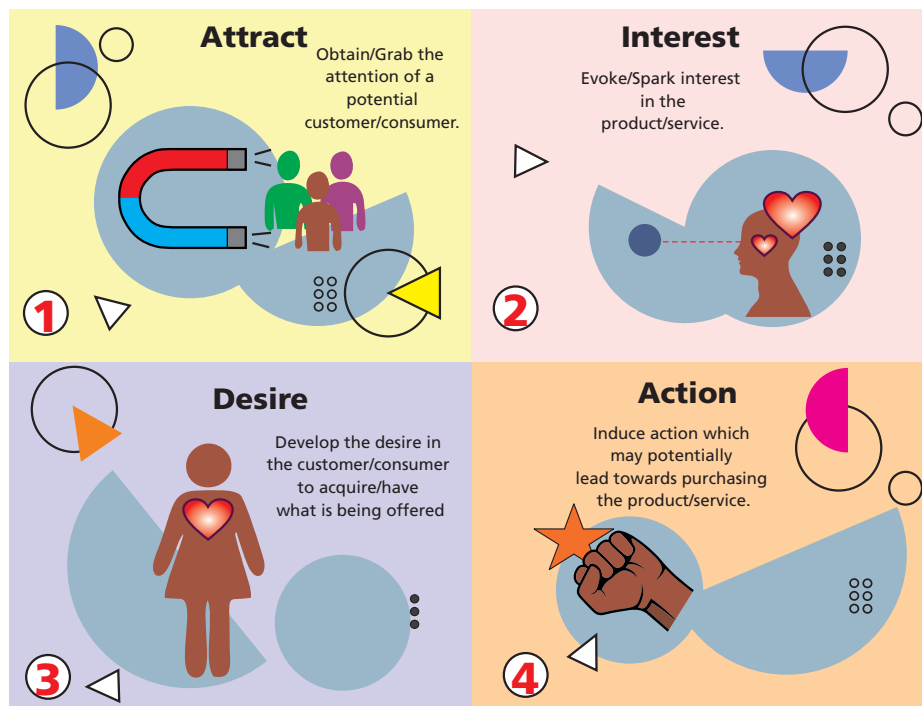 Attract
Obtain/Grab the
attention of a
potential
customer/consumer.
1
Interest
Evoke/Spark interest
in the
product/service.
2
Desire
Develop the desire in
the customer/consumer
to acquire/have
what is being offered
3
Action
Induce action which
may potentially
lead towards purchasing
the product/service.
4